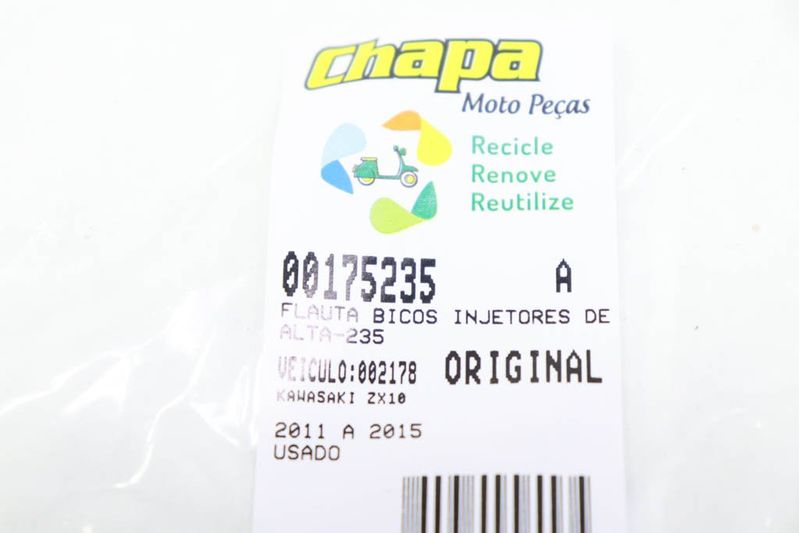 Chapa
Moto Peças
Recicle
Renove
Reutilize
00175235 A
FLAUTA BICOS INJETORES DE
ALTA-235
VEICULO:002178 ORIGINAL
KAWASAKI ZX10
2011 A 2015
USADO